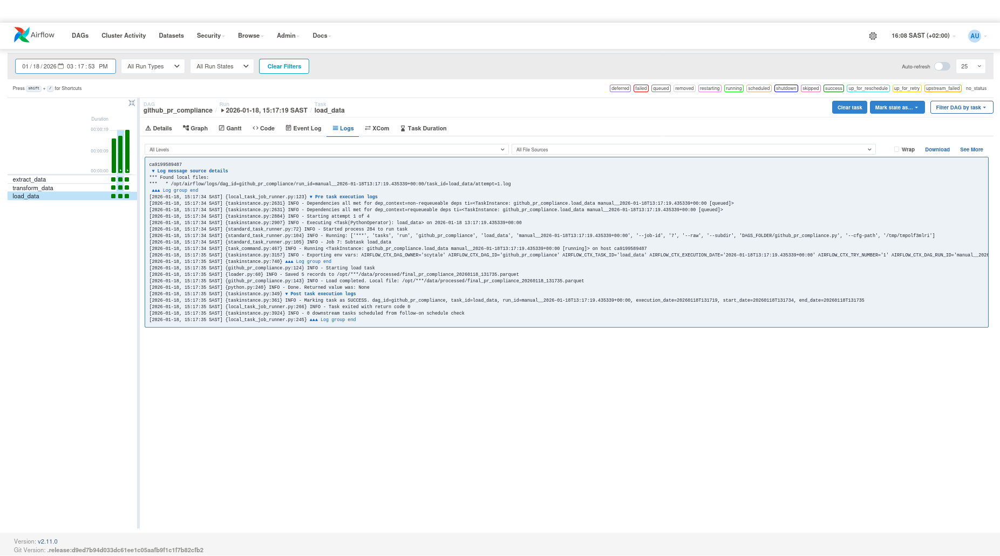 Airflow DAGs Cluster Activity Datasets Security Browse Admin Docs 16:08 SAST (+02:00) AU
01 / 18 / 2026 03 : 17 : 53 PM All Run Types All Run States Clear Filters Auto-refresh 25
Press shift + / for Shortcuts deferred failed queued removed restarting running scheduled shutdown skipped success up_for_reschedule up_for_retry upstream_failed no_status
DAG Run Task
github_pr_compliance / 2026-01-18, 15:17:19 SAST / load_data Clear task Mark state as... Filter DAG by task
Duration
00:00:19
00:00:09
00:00:00
extract_data
transform_data
load_data
Details Graph Gantt Code Event Log Logs XCom Task Duration
All Levels All File Sources Wrap Download See More
ca9199589487
▼ Log message source details
*** Found local files:
***   * /opt/airflow/logs/dag_id=github_pr_compliance/run_id=manual__2026-01-18T13:17:19.435339+00:00/task_id=load_data/attempt=1.log
▲▲▲ Log group end
[2026-01-18, 15:17:34 SAST] {local_task_job_runner.py:123} ▼ Pre task execution logs
[2026-01-18, 15:17:34 SAST] {taskinstance.py:2631} INFO - Dependencies all met for dep_context=non-requeueable deps ti=<TaskInstance: github_pr_compliance.load_data manual__2026-01-18T13:17:19.435339+00:00 [queued]>
[2026-01-18, 15:17:34 SAST] {taskinstance.py:2631} INFO - Dependencies all met for dep_context=requeueable deps ti=<TaskInstance: github_pr_compliance.load_data manual__2026-01-18T13:17:19.435339+00:00 [queued]>
[2026-01-18, 15:17:34 SAST] {taskinstance.py:2884} INFO - Starting attempt 1 of 4
[2026-01-18, 15:17:34 SAST] {taskinstance.py:2907} INFO - Executing <Task(PythonOperator): load_data> on 2026-01-18 13:17:19.435339+00:00
[2026-01-18, 15:17:34 SAST] {standard_task_runner.py:72} INFO - Started process 284 to run task
[2026-01-18, 15:17:34 SAST] {standard_task_runner.py:104} INFO - Running: ['***', 'tasks', 'run', 'github_pr_compliance', 'load_data', 'manual__2026-01-18T13:17:19.435339+00:00', '--job-id', '7', '--raw', '--subdir', 'DAGS_FOLDER/github_pr_compliance.py', '--cfg-path', '/tmp/tmpolf3mlri']
[2026-01-18, 15:17:34 SAST] {standard_task_runner.py:105} INFO - Job 7: Subtask load_data
[2026-01-18, 15:17:34 SAST] {task_command.py:467} INFO - Running <TaskInstance: github_pr_compliance.load_data manual__2026-01-18T13:17:19.435339+00:00 [running]> on host ca9199589487
[2026-01-18, 15:17:34 SAST] {taskinstance.py:3157} INFO - Exporting env vars: AIRFLOW_CTX_DAG_OWNER='scytale' AIRFLOW_CTX_DAG_ID='github_pr_compliance' AIRFLOW_CTX_TASK_ID='load_data' AIRFLOW_CTX_EXECUTION_DATE='2026-01-18T13:17:19.435339+00:00' AIRFLOW_CTX_TRY_NUMBER='1' AIRFLOW_CTX_DAG_RUN_ID='manual__2026
[2026-01-18, 15:17:35 SAST] {taskinstance.py:740} ▲▲▲ Log group end
[2026-01-18, 15:17:35 SAST] {github_pr_compliance.py:124} INFO - Starting load task
[2026-01-18, 15:17:35 SAST] {loader.py:60} INFO - Saved 5 records to /opt/***/data/processed/final_pr_compliance_20260118_131735.parquet
[2026-01-18, 15:17:35 SAST] {github_pr_compliance.py:143} INFO - Load completed. Local file: /opt/***/data/processed/final_pr_compliance_20260118_131735.parquet
[2026-01-18, 15:17:35 SAST] {python.py:240} INFO - Done. Returned value was: None
[2026-01-18, 15:17:35 SAST] {taskinstance.py:349} ▼ Post task execution logs
[2026-01-18, 15:17:35 SAST] {taskinstance.py:361} INFO - Marking task as SUCCESS. dag_id=github_pr_compliance, task_id=load_data, run_id=manual__2026-01-18T13:17:19.435339+00:00, execution_date=20260118T131719, start_date=20260118T131734, end_date=20260118T131735
[2026-01-18, 15:17:35 SAST] {local_task_job_runner.py:266} INFO - Task exited with return code 0
[2026-01-18, 15:17:35 SAST] {taskinstance.py:3924} INFO - 0 downstream tasks scheduled from follow-on schedule check
[2026-01-18, 15:17:35 SAST] {local_task_job_runner.py:245} ▲▲▲ Log group end
Version: v2.11.0
Git Version: .release:d9ed7b94d033dc61ee1c05aafb9f1c1f7b82cfb2